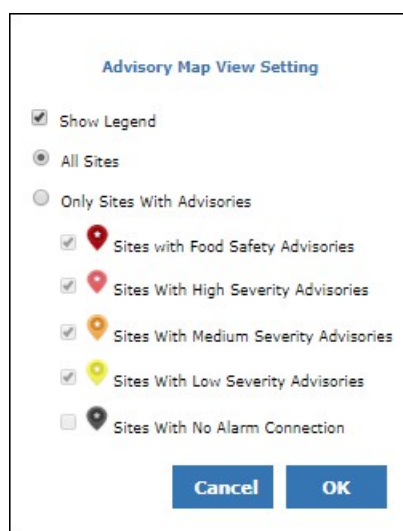 Advisory Map View Setting
Show Legend
All Sites
Only Sites With Advisories
Sites with Food Safety Advisories
Sites With High Severity Advisories
Sites With Medium Severity Advisories
Sites With Low Severity Advisories
Sites With No Alarm Connection
Cancel OK